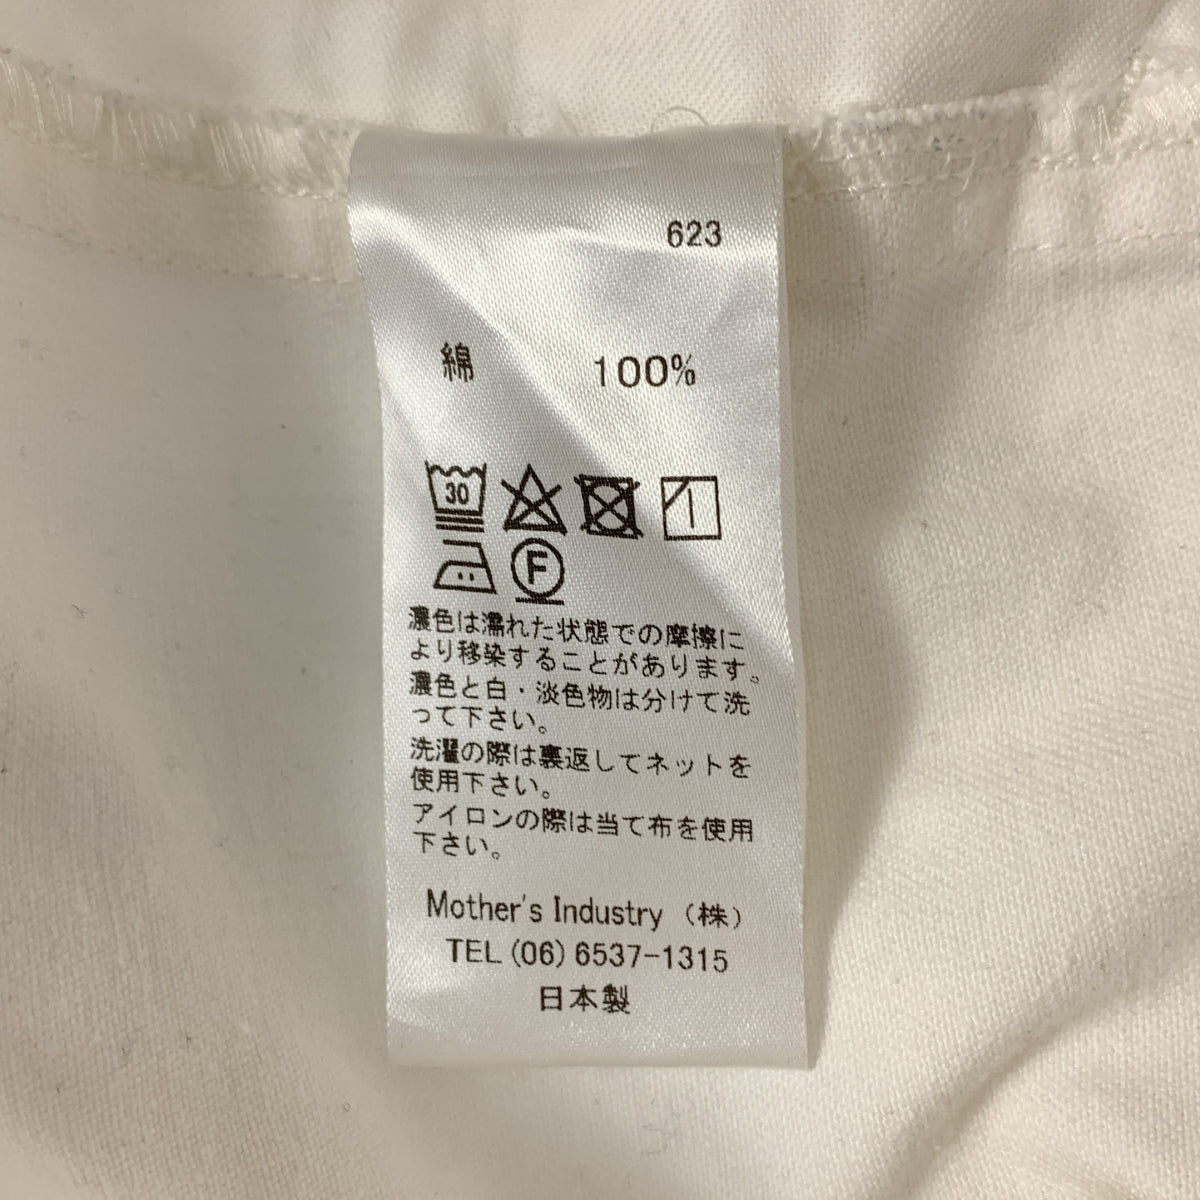 623
綿 100%
30
F
濃色は濡れた状態での摩擦に
より移染することがあります。
濃色と白・淡色物は分けて洗
って下さい。
洗濯の際は裏返してネットを
使用下さい。
アイロンの際は当て布を使用
下さい。
Mother's Industry （株）
TEL (06) 6537-1315
日本製